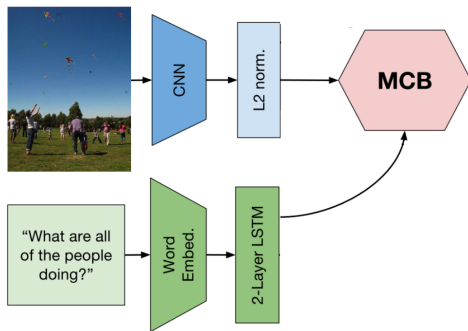 CNN
L2 norm.
MCB
“What are all
of the people
doing?”
Word
Embed.
2-Layer LSTM